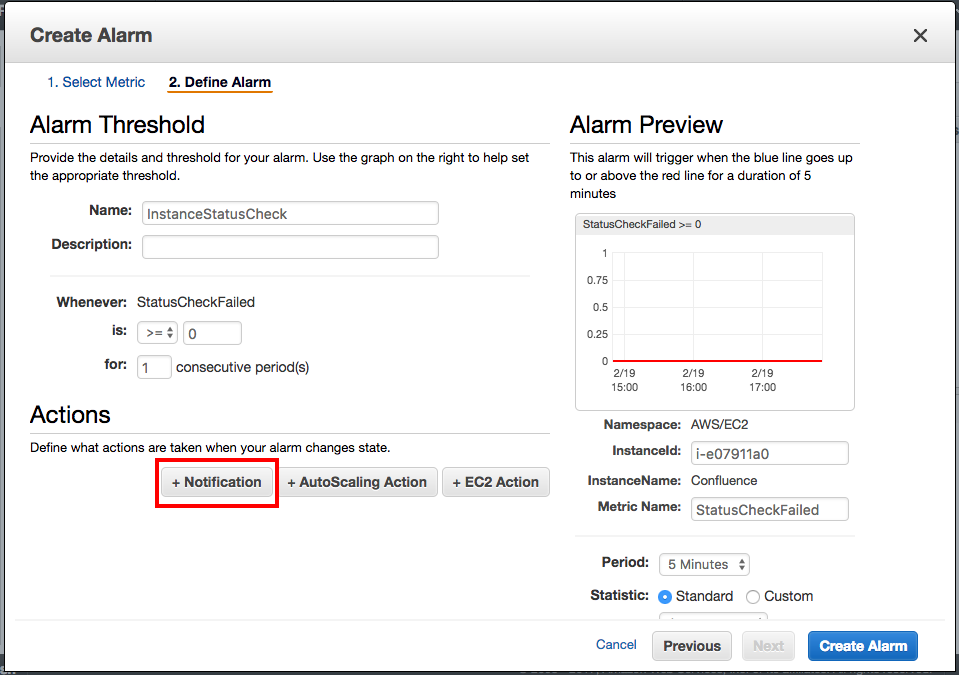 Create Alarm
1. Select Metric 2. Define Alarm
Alarm Threshold
Provide the details and threshold for your alarm. Use the graph on the right to help set
the appropriate threshold.
Name: InstanceStatusCheck
Description:
Whenever: StatusCheckFailed
is: >= 0
for: 1 consecutive period(s)
Actions
Define what actions are taken when your alarm changes state.
+ Notification + AutoScaling Action + EC2 Action
Alarm Preview
This alarm will trigger when the blue line goes up
to or above the red line for a duration of 5
minutes
StatusCheckFailed >= 0
1
0.75
0.5
0.25
0
2/19 2/19 2/19
15:00 16:00 17:00
Namespace: AWS/EC2
InstanceId: i-e07911a0
InstanceName: Confluence
Metric Name: StatusCheckFailed
Period: 5 Minutes
Statistic: Standard Custom
Cancel Previous Next Create Alarm